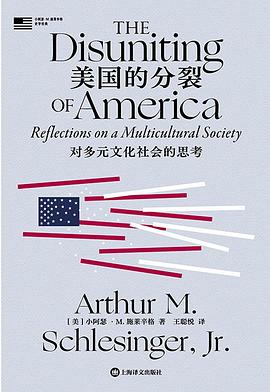 小阿瑟·M.施莱辛格
史学经典
THE
Disuniting
美国的分裂
OF America
Reflections on a Multicultural Society
对多元文化社会的思考
Arthur M.
[美] 小阿瑟·M.施莱辛格 著 王聪悦 译
Schlesinger, Jr.
上海译文出版社